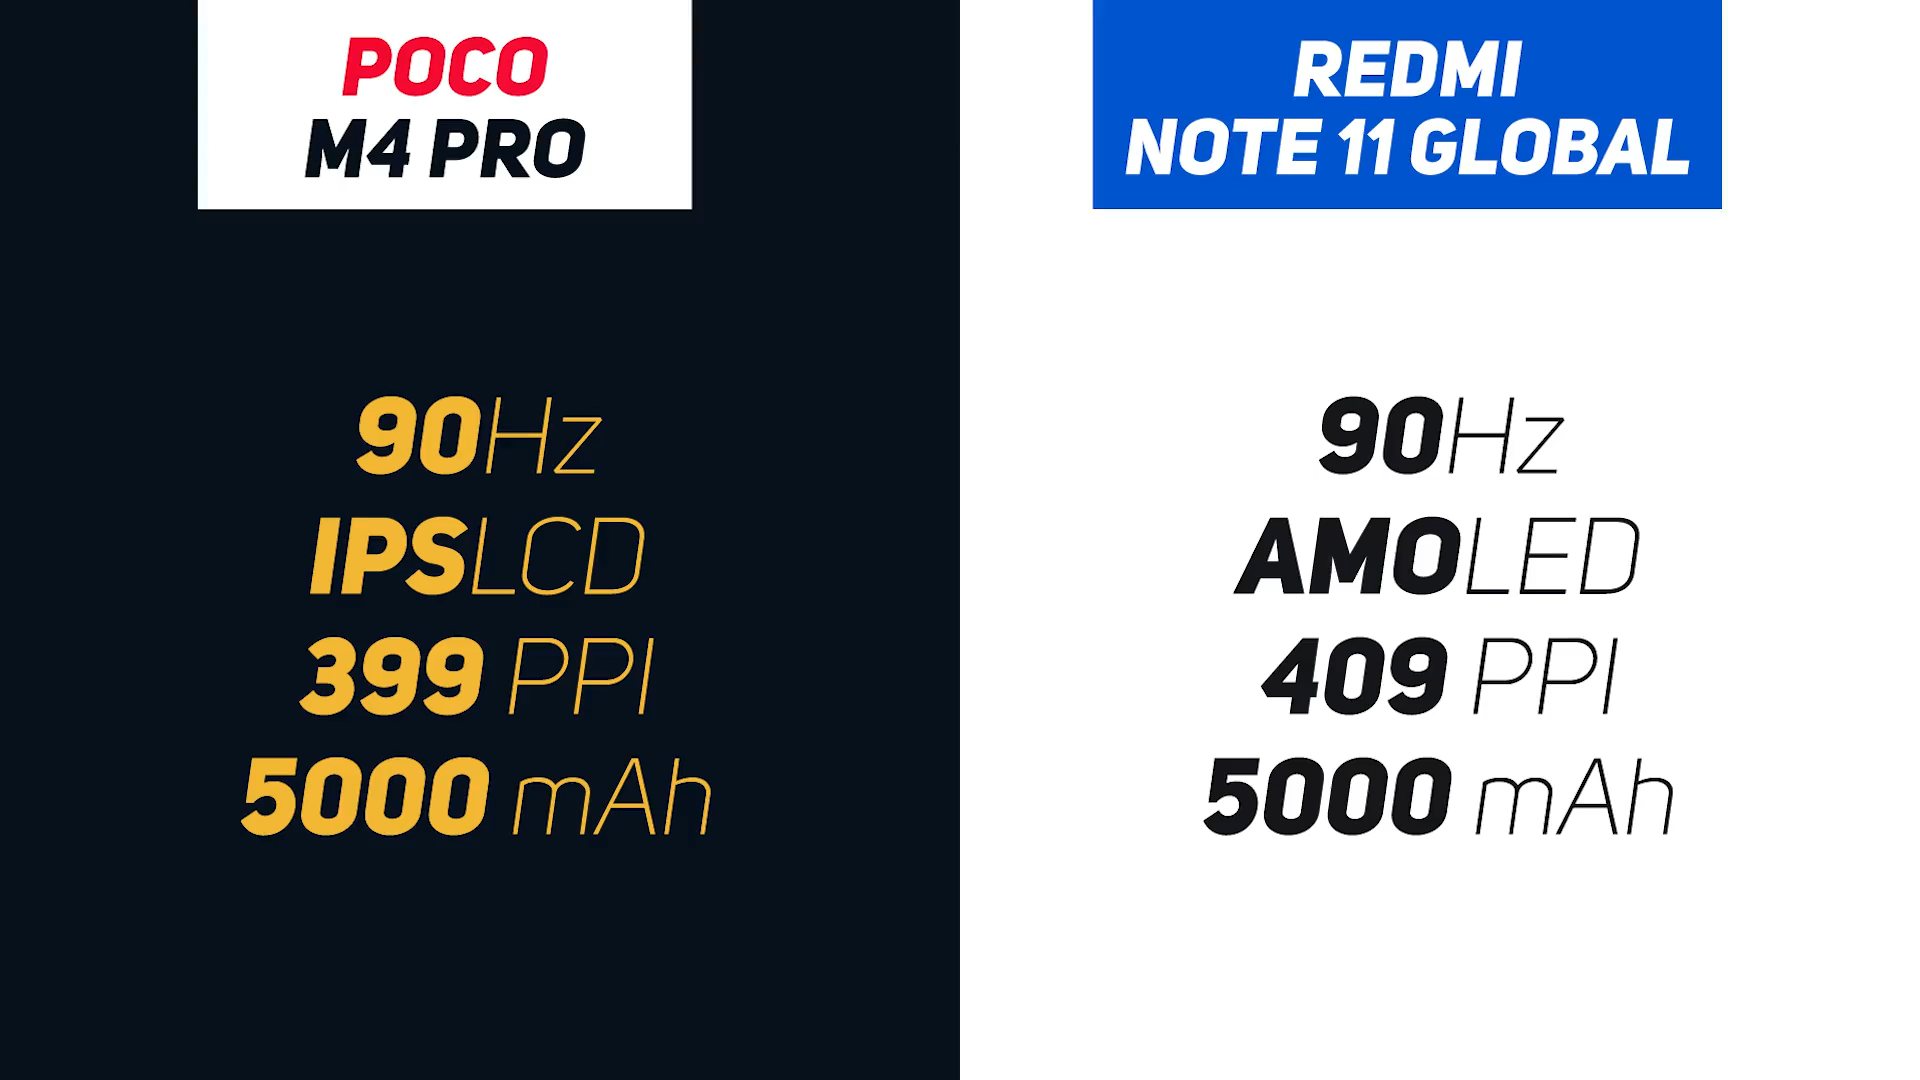 POCO
M4 PRO
90Hz
IPSLCD
399 PPI
5000 mAh
REDMI
NOTE 11 GLOBAL
90Hz
AMOLED
409 PPI
5000 mAh